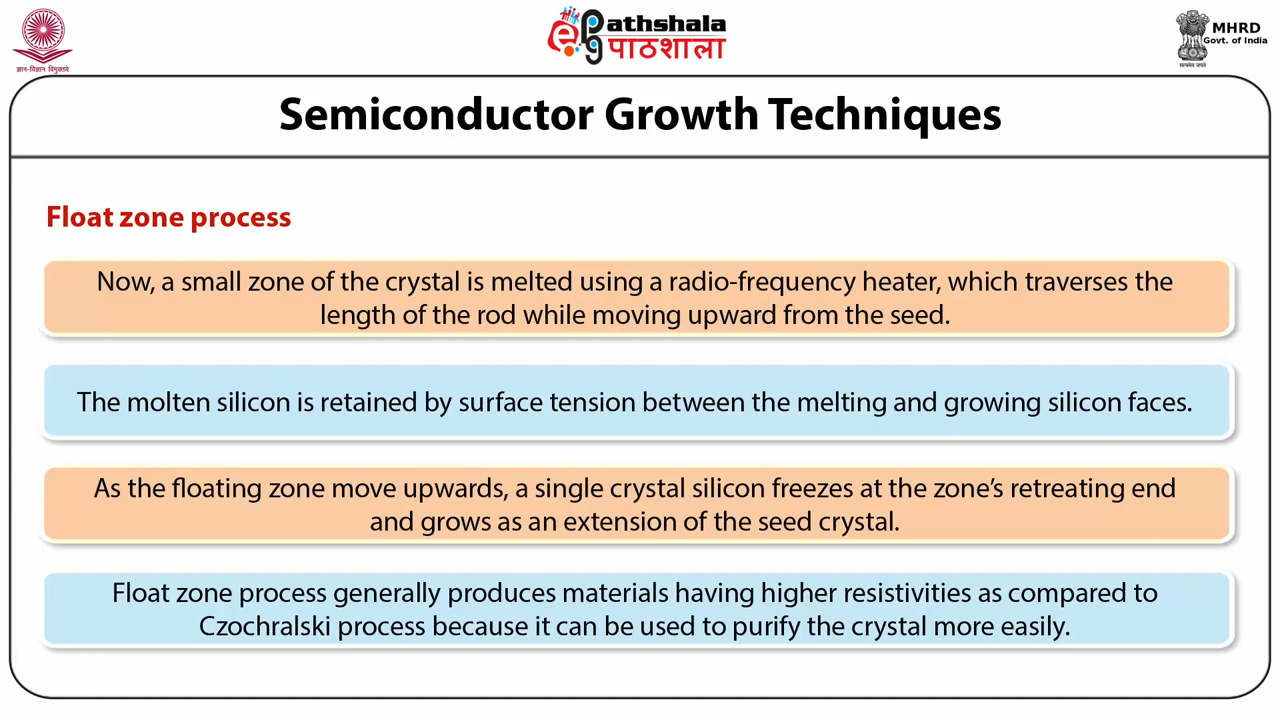 ज्ञान-विज्ञान विमुक्तये
ePathshala
पाठशाला
सत्यमेव जयते
MHRD
Govt. of India
Semiconductor Growth Techniques
Float zone process
Now, a small zone of the crystal is melted using a radio-frequency heater, which traverses the
length of the rod while moving upward from the seed.
The molten silicon is retained by surface tension between the melting and growing silicon faces.
As the floating zone move upwards, a single crystal silicon freezes at the zone's retreating end
and grows as an extension of the seed crystal.
Float zone process generally produces materials having higher resistivities as compared to
Czochralski process because it can be used to purify the crystal more easily.